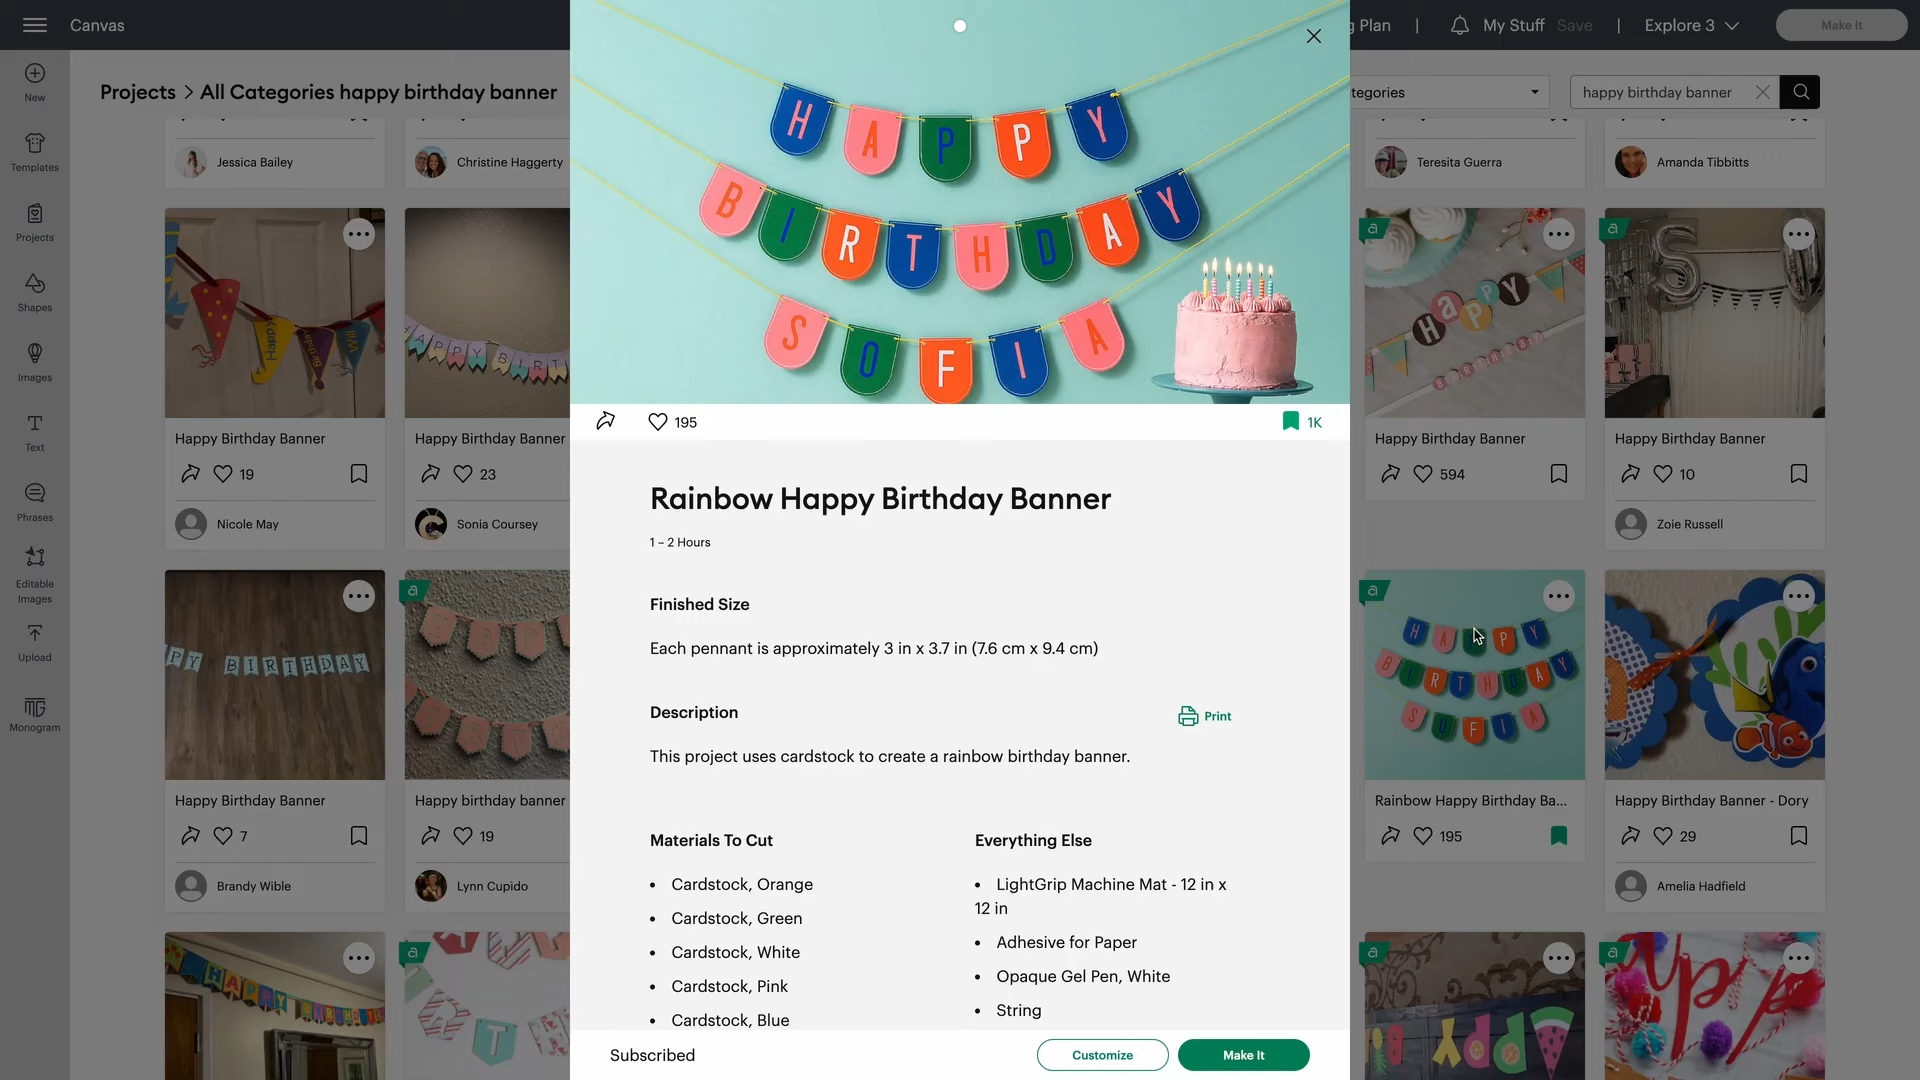 Canvas
g Plan
My Stuff
Save
Explore 3
Make It
New
Templates
Projects
Shapes
Images
Text
Phrases
Editable
Images
Upload
Monogram
Projects > All Categories happy birthday banner
tegories
happy birthday banner
Jessica Bailey
Christine Haggerty
Teresita Guerra
Amanda Tibbitts
HAPPY
BIRTHDAY
SOFIA
195
1K
Rainbow Happy Birthday Banner
1 – 2 Hours
Finished Size
Each pennant is approximately 3 in x 3.7 in (7.6 cm x 9.4 cm)
Description
Print
This project uses cardstock to create a rainbow birthday banner.
Materials To Cut
• Cardstock, Orange
• Cardstock, Green
• Cardstock, White
• Cardstock, Pink
• Cardstock, Blue
Everything Else
• LightGrip Machine Mat - 12 in x
12 in
• Adhesive for Paper
• Opaque Gel Pen, White
• String
Subscribed
Customize
Make It
Happy Birthday Banner
19
Nicole May
Happy Birthday Banner
23
Sonia Coursey
a
HAPPY
Happy Birthday Banner
594
a
Happy Birthday Banner
10
Zoie Russell
PY BIRTHDAY
Happy Birthday Banner
7
Brandy Wible
a
Happy birthday banner
19
Lynn Cupido
a
HAPPY
BIRTHDAY
SOFIA
Rainbow Happy Birthday Ba...
195
Happy Birthday Banner - Dory
29
Amelia Hadfield
a
a
a